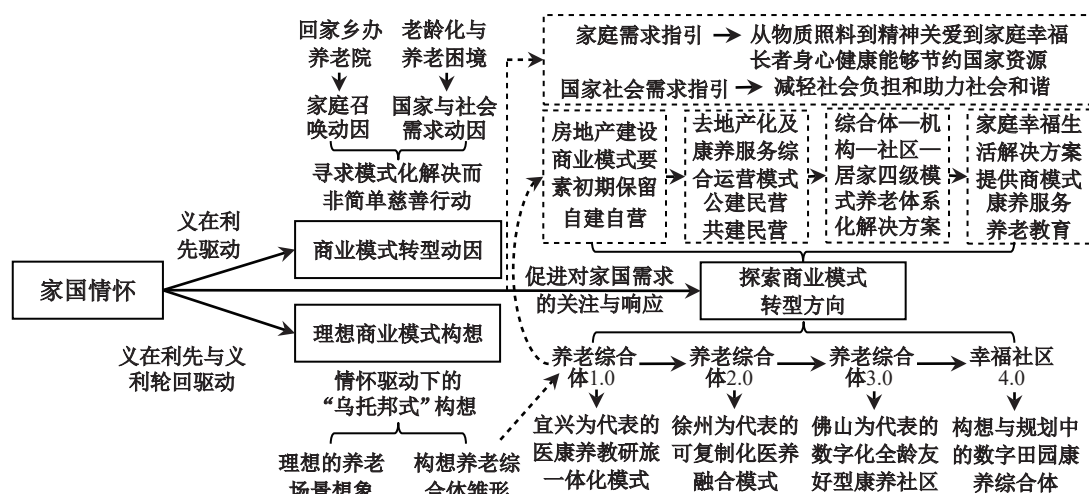 回家乡办
养老院
老龄化与
养老困境
家庭召
唤动因
国家与社会
需求动因
寻求模式化解决而
非简单慈善行动
家庭需求指引
从物质照料到精神关爱到家庭幸福
长者身心健康能够节约国家资源
国家社会需求指引
减轻社会负担和助力社会和谐
房地产建设
商业模式要
素初期保留
自建自营
去地产化及
康养服务综
合运营模式
公建民营
共建民营
综合体—机
构—社区—
居家四级模
式养老体系
化解决方案
家庭幸福生
活解决方案
提供商模式
康养服务
养老教育
义在利
先驱动
商业模式转型动因
家国情怀
促进对家国需求
的关注与响应
探索商业模式
转型方向
理想商业模式构想
义在利先与义
利轮回驱动
情怀驱动下的
“乌托邦式”构想
理想的养老
场景想象
构想养老综
合体雏形
养老综合
体1.0
养老综合
体2.0
养老综合
体3.0
幸福社区
4.0
宜兴为代表的
医康养教研旅
一体化模式
徐州为代表的
可复制化医养
融合模式
佛山为代表的
数字化全龄友
好型康养社区
构想与规划中
的数字田园康
养综合体